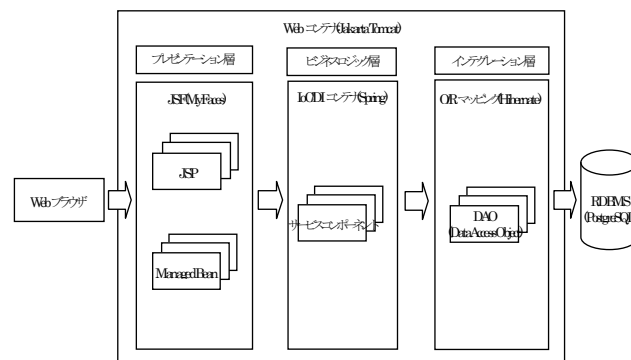 Webコンテナ(Jakarta Tomcat)
プレゼンテーション層
ビジネスロジック層
インテグレーション層
JSF(MyFaces)
IoC/DIコンテナ(Spring)
O/Rマッピング(Hibernate)
JSP
Webブラウザ
サービスコンポーネント
DAO
(Data Access Object)
RDBMS
(PostgreSQL
Managed Bean